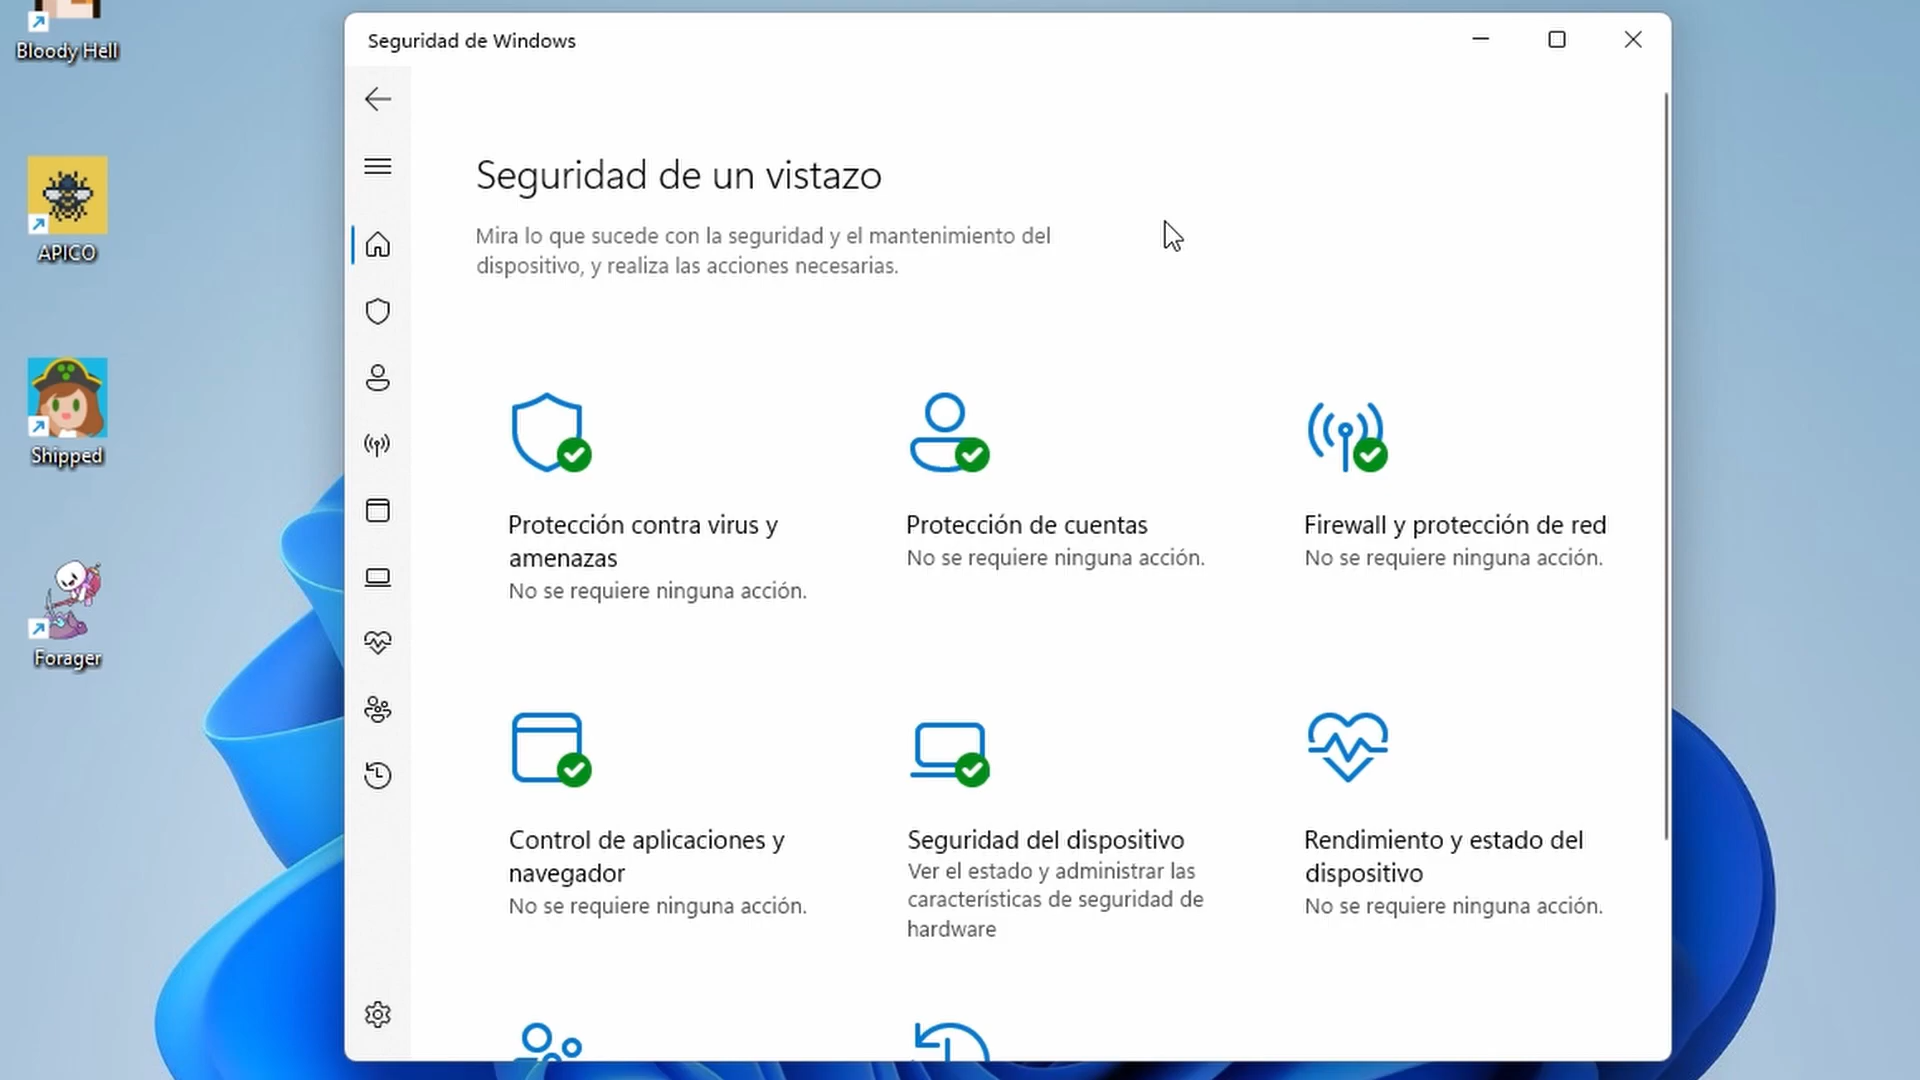 Bloody Hell
APICO
Shipped
Forager
Seguridad de Windows
Seguridad de un vistazo
Mira lo que sucede con la seguridad y el mantenimiento del
dispositivo, y realiza las acciones necesarias.
Protección contra virus y
amenazas
No se requiere ninguna acción.
Protección de cuentas
No se requiere ninguna acción.
Firewall y protección de red
No se requiere ninguna acción.
Control de aplicaciones y
navegador
No se requiere ninguna acción.
Seguridad del dispositivo
Ver el estado y administrar las
características de seguridad de
hardware
Rendimiento y estado del
dispositivo
No se requiere ninguna acción.